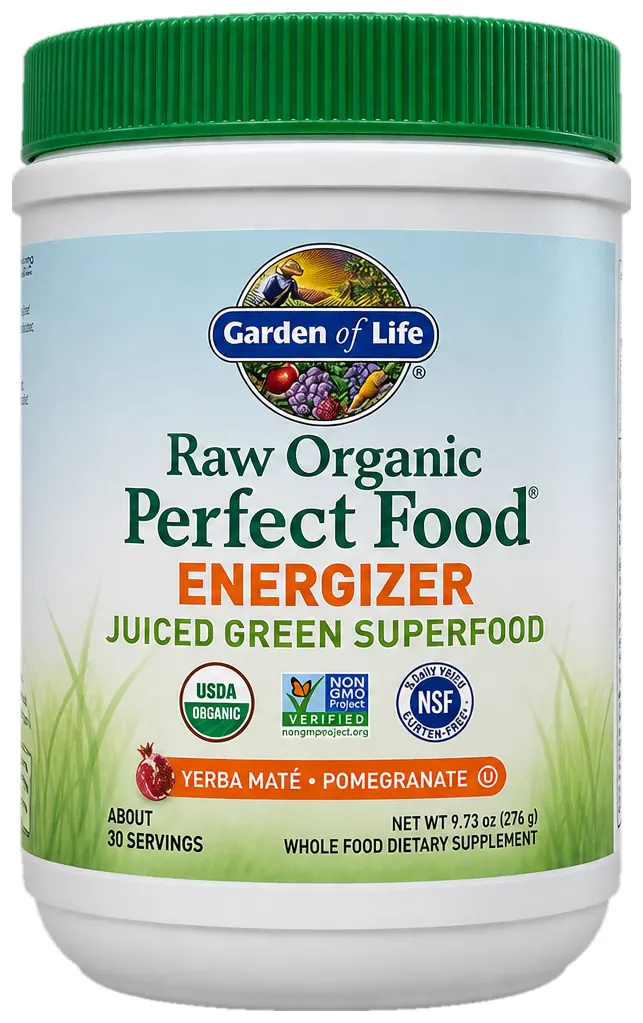 Garden of Life
®
Raw Organic
Perfect Food®
ENERGIZER
JUICED GREEN SUPERFOOD
USDA
ORGANIC
NON
GMO
Project
VERIFIED
nongmpoject.org
NSF
YERBA MATÉ • POMEGRANATE U
ABOUT
30 SERVINGS
NET WT 9.73 oz (276 g)
WHOLE FOOD DIETARY SUPPLEMENT